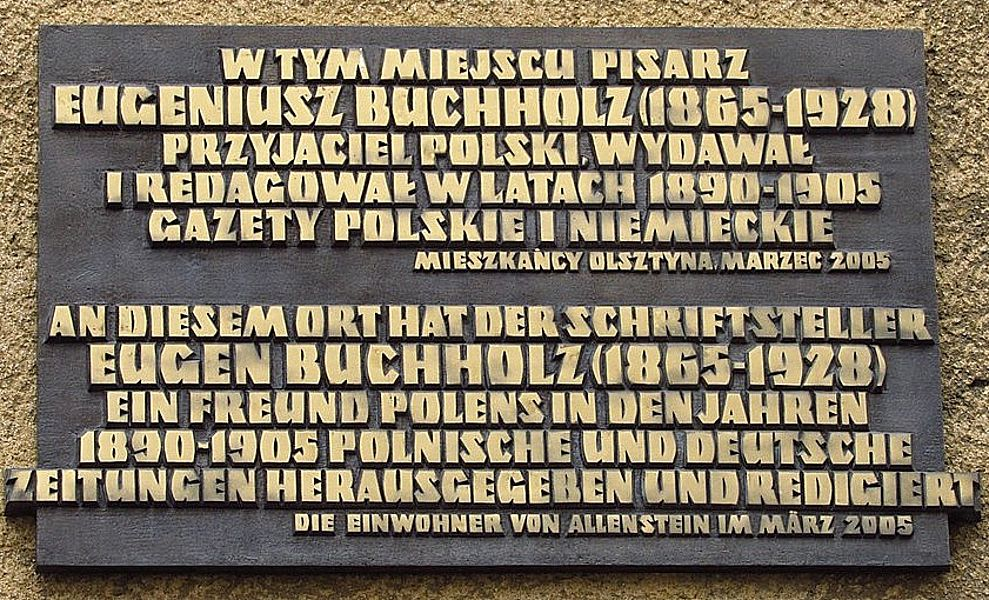 W TYM MIEJSCU PISARZ
EUGENIUSZ BUCHHOLZ (1865-1928)
PRZYJACIEL POLSKI, WYDAWAŁ
I REDAGOWAŁ W LATACH 1890-1905
GAZETY POLSKIE I NIEMIECKIE
MIESZKAŃCY OLSZTYNA, MARZEC 2005
AN DIESEM ORT HAT DER SCHRIFTSTELLER
EUGEN BUCHHOLZ (1865-1928)
EIN FREUND POLENS IN DEN JAHREN
1890-1905 POLNISCHE UND DEUTSCHE
ZEITUNGEN HERAUSGEGEBEN UND REDIGIERT
DIE EINWOHNER VON ALLENSTEIN IM MÄRZ 2005